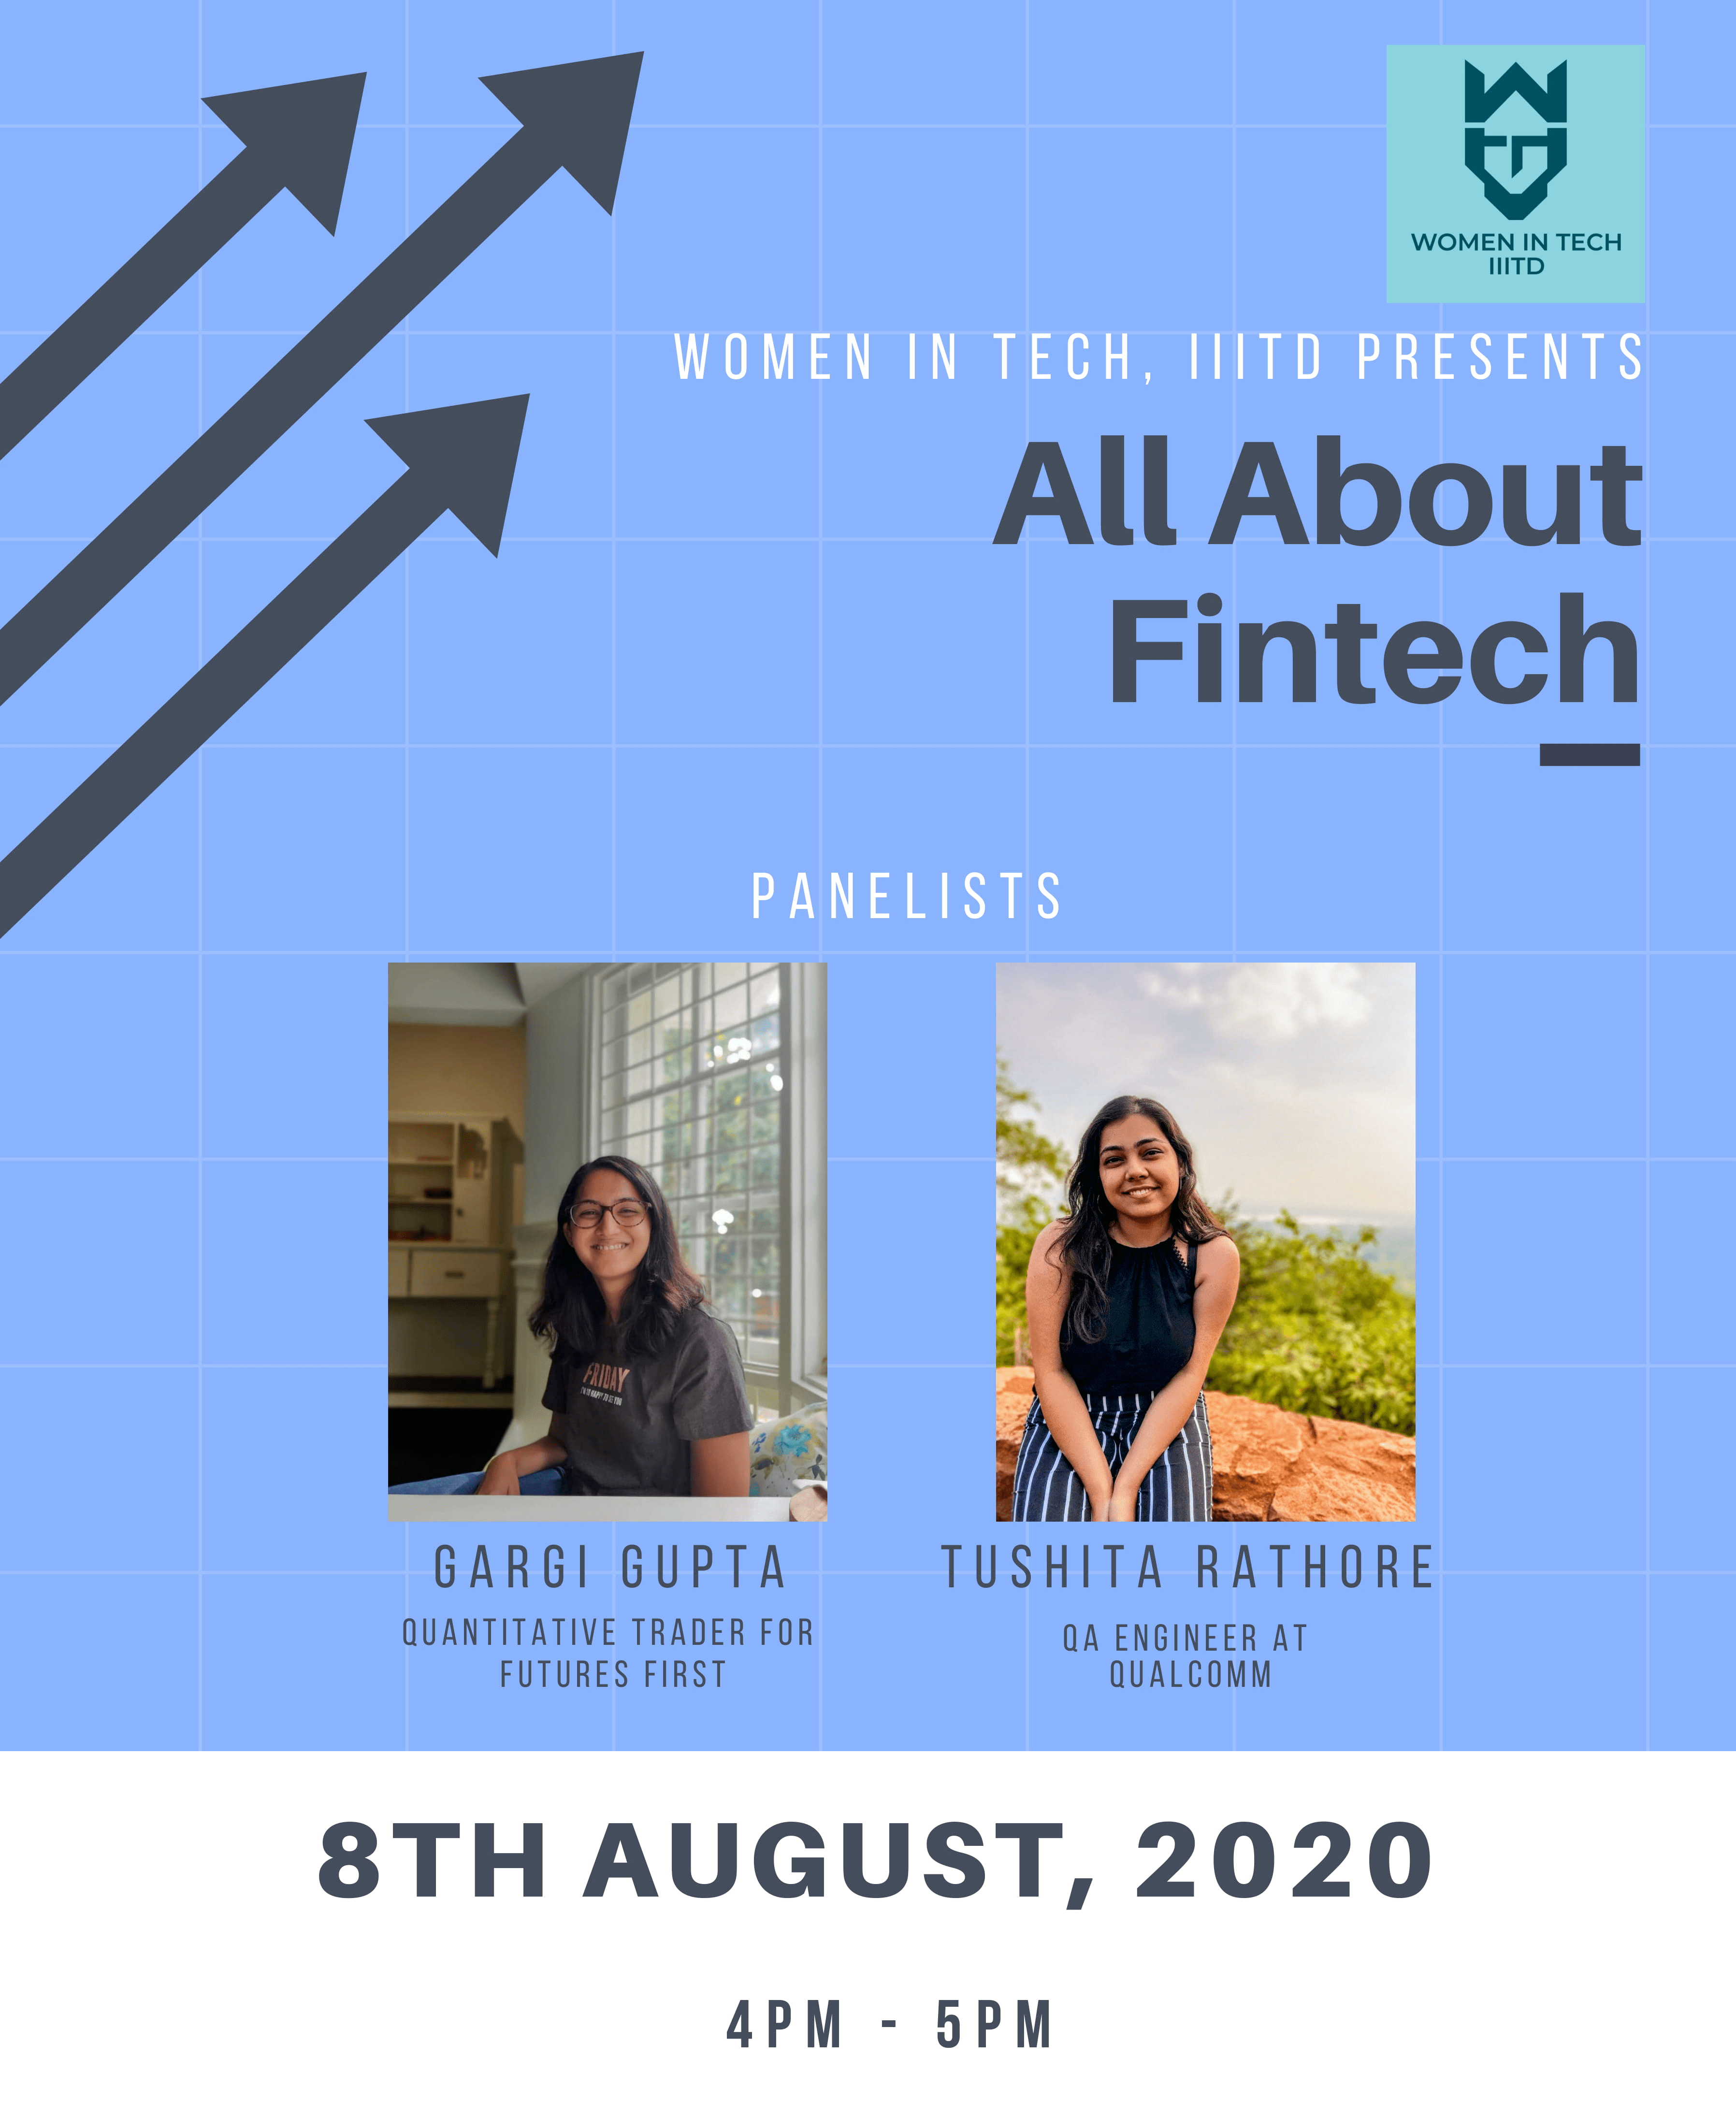 WOMEN IN TECH
IIITD
WOMEN IN TECH, IIITD PRESENTS
All About
Fintech
PANELISTS
FRIDAY
GARGI GUPTA
QUANTITATIVE TRADER FOR
FUTURES FIRST
TUSHITA RATHORE
QA ENGINEER AT
QUALCOMM
8TH AUGUST, 2020
4PM - 5PM